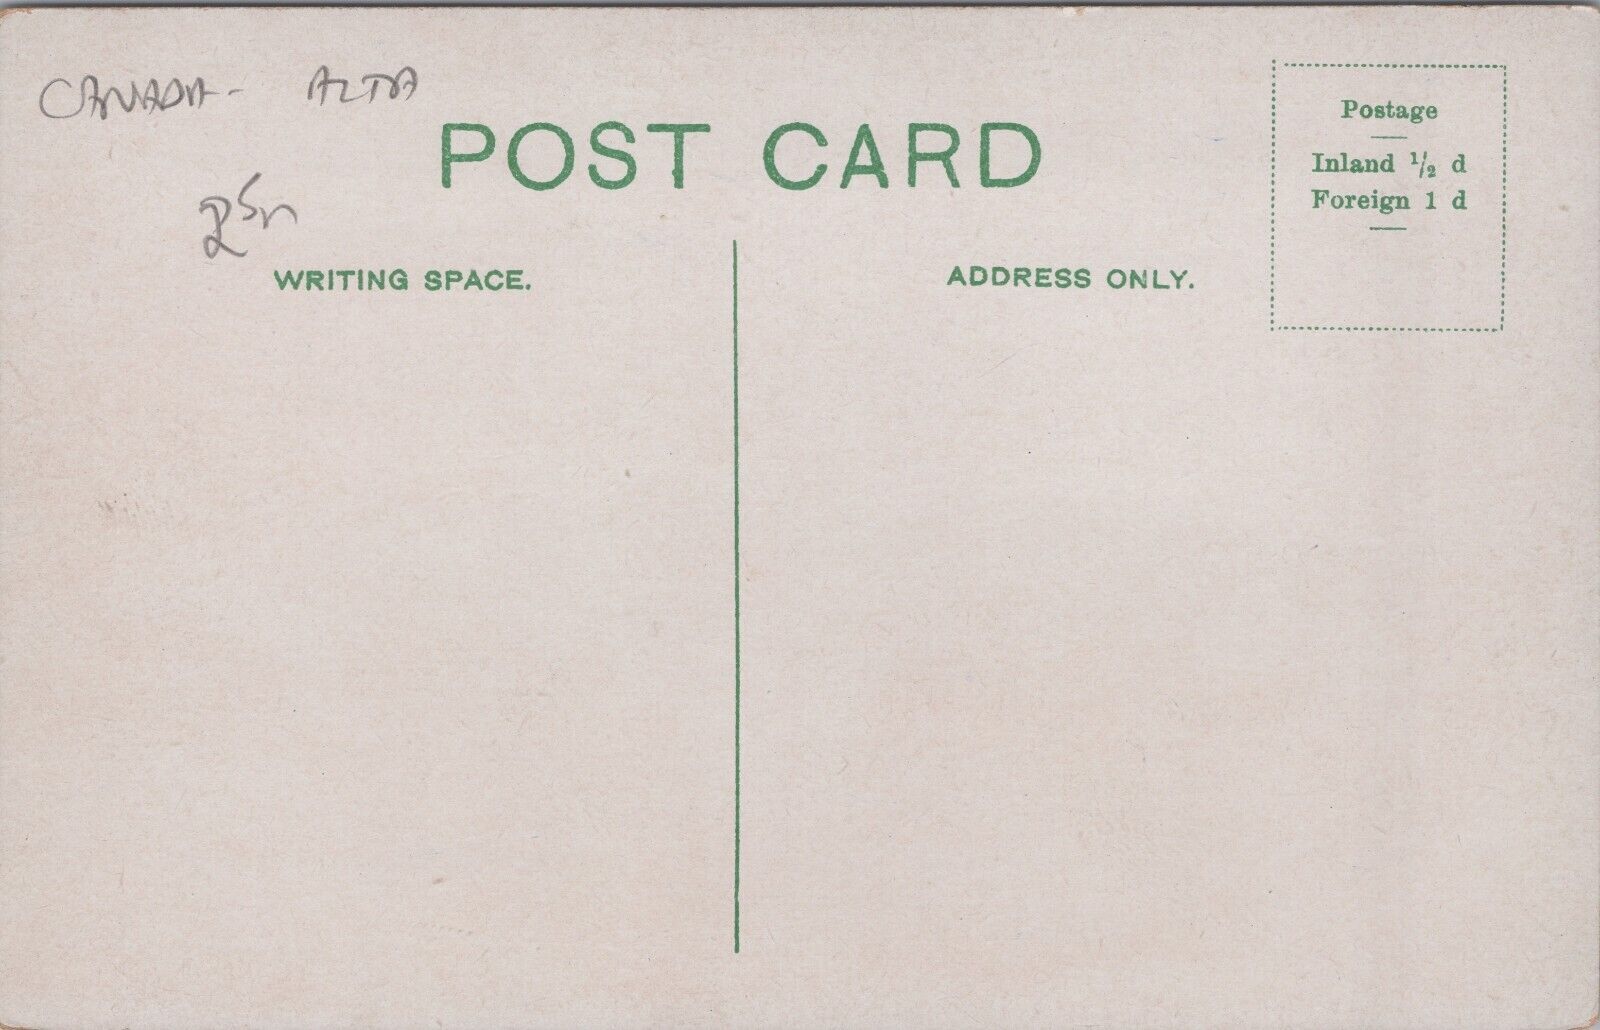 CANADA - ALTA
POST CARD
WRITING SPACE.
ADDRESS ONLY.
Postage
Inland 1/2 d
Foreign 1 d